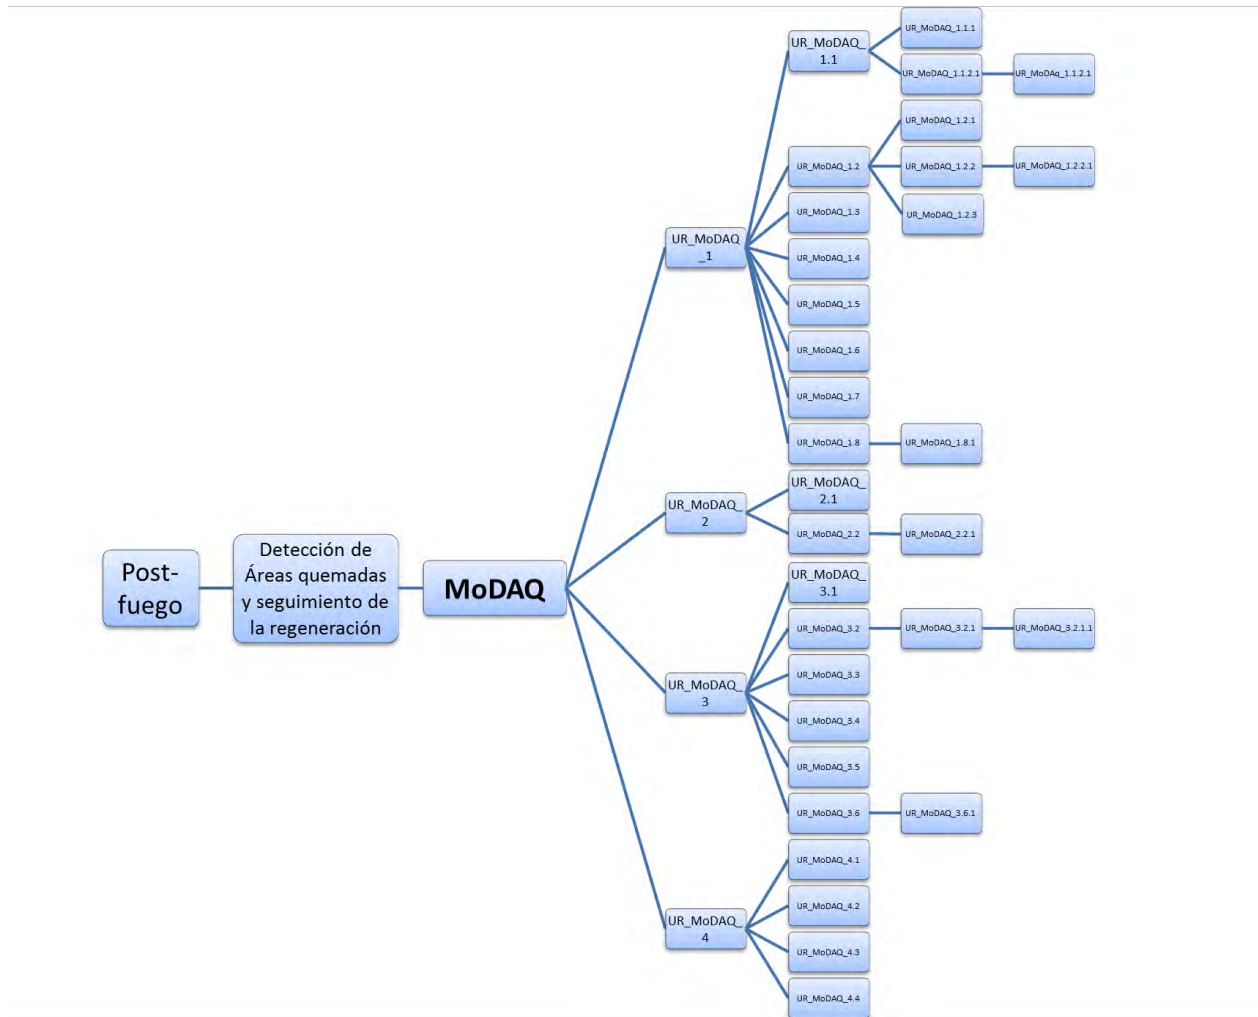 Post-
fuego
Detección de
Áreas quemadas
y seguimiento de
la regeneración
MoDAQ
UR_MoDAQ
_1
UR_MoDAQ_
1.1
UR_MoDAQ_1.1.1
UR_MoDAQ_1.1.2.1
UR_MoDAq_1.1.2.1
UR_MoDAQ_1.2
UR_MoDAQ_1.2.1
UR_MoDAQ_1.2.2
UR_MoDAQ_1.2.2.1
UR_MoDAQ_1.2.3
UR_MoDAQ_1.3
UR_MoDAQ_1.4
UR_MoDAQ_1.5
UR_MoDAQ_1.6
UR_MoDAQ_1.7
UR_MoDAQ_1.8
UR_MoDAQ_1.8.1
UR_MoDAQ_
2
UR_MoDAQ_
2.1
UR_MoDAQ_2.2
UR_MoDAQ_2.2.1
UR_MoDAQ_
3
UR_MoDAQ_
3.1
UR_MoDAQ_3.2
UR_MoDAQ_3.2.1
UR_MoDAQ_3.2.1.1
UR_MoDAQ_3.3
UR_MoDAQ_3.4
UR_MoDAQ_3.5
UR_MoDAQ_3.6
UR_MoDAQ_3.6.1
UR_MoDAQ_
4
UR_MoDAQ_4.1
UR_MoDAQ_4.2
UR_MoDAQ_4.3
UR_MoDAQ_4.4